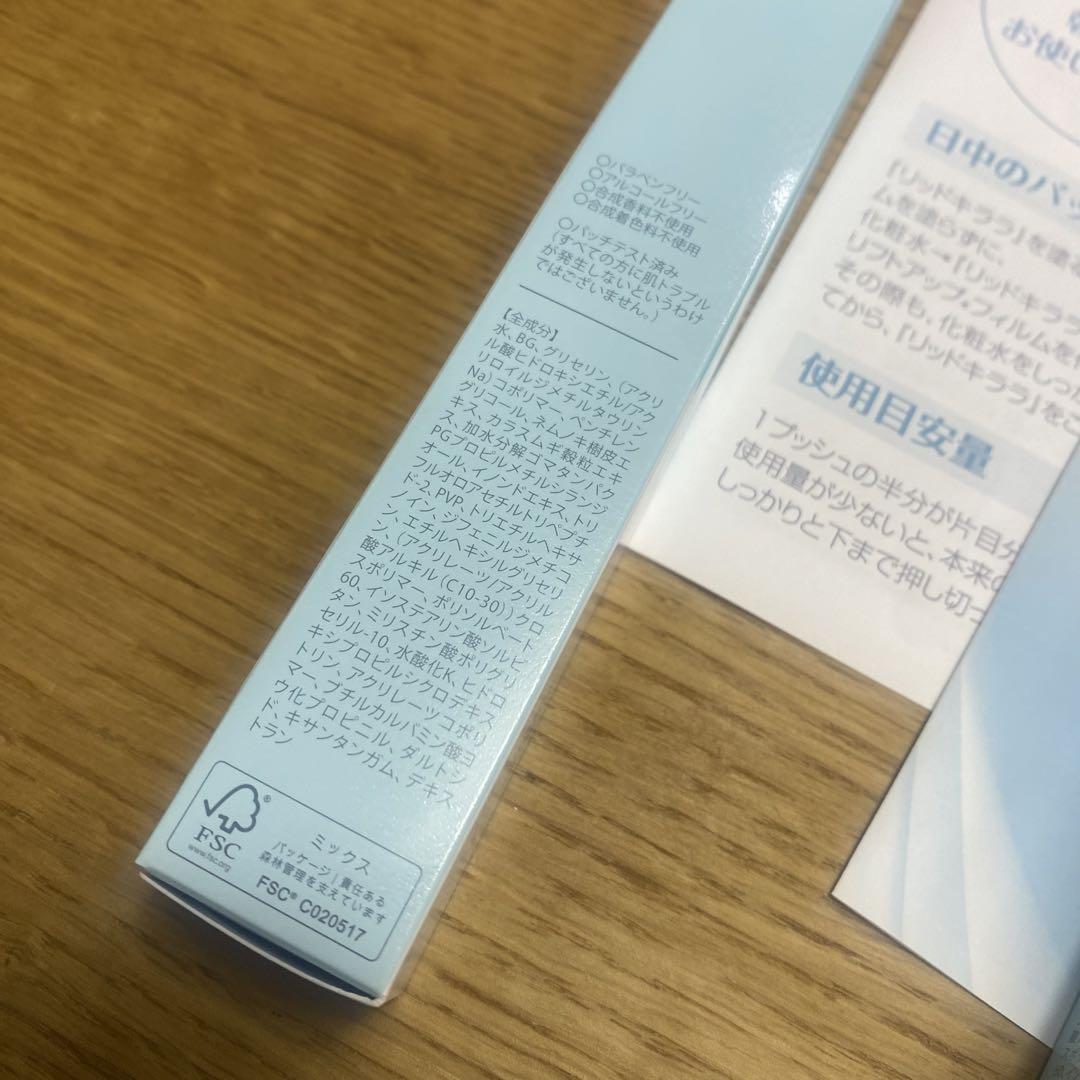 ○パラベンフリー
○アルコールフリー
○合成香料不使用
○合成着色料不使用
○パッチテスト済み
(すべての方に肌トラブル
が発生しないというわけ
ではございません。)
【全成分】
水、BG、グリセリン、(アクリ
ル酸ヒドロキシエチル/アク
リロイルジメチルタウリン
Na)コポリマー、ペンチレン
グリコール、ネムノキ樹皮エ
キス、カラスムギ穀粒エキ
ス、加水分解ゴマタンパク
PGプロピルメチルシランジ
オール、イノンドエキス、トリ
フルオロアセチルトリペプチ
ド-2、PVP、トリエチルヘキサ
ノイン、ジフェニルジメチコ
ン、エチルヘキシルグリセリ
ン、(アクリレーツ/アクリル
酸アルキル(C10-30))クロ
スポリマー、ポリソルベート
60、イソステアリン酸ソルビ
タン、ミリスチン酸ポリグリ
セリル-10、水酸化K、ヒドロ
キシプロピルシクロデキス
トリン、アクリレーツコポリ
マー、ブチルカルバミン酸ヨ
ウ化プロピニル、ダルトシ
ド、キサンタンガム、デキス
トラン
FSC®
www.fsc.org
ミックス
パッケージ|責任ある
森林管理を支えています
FSC® C020517
お使い
日中のパッ
『リッドキララ』を塗る
ムを塗らずに、
化粧水→『リッドキララ
リフトアップ・フィルムを作
その際も、化粧水をしっか
てから、『リッドキララ』をご
使用目安量
1プッシュの半分が片目分
使用量が少ないと、本来の
しっかりと下まで押し切っ